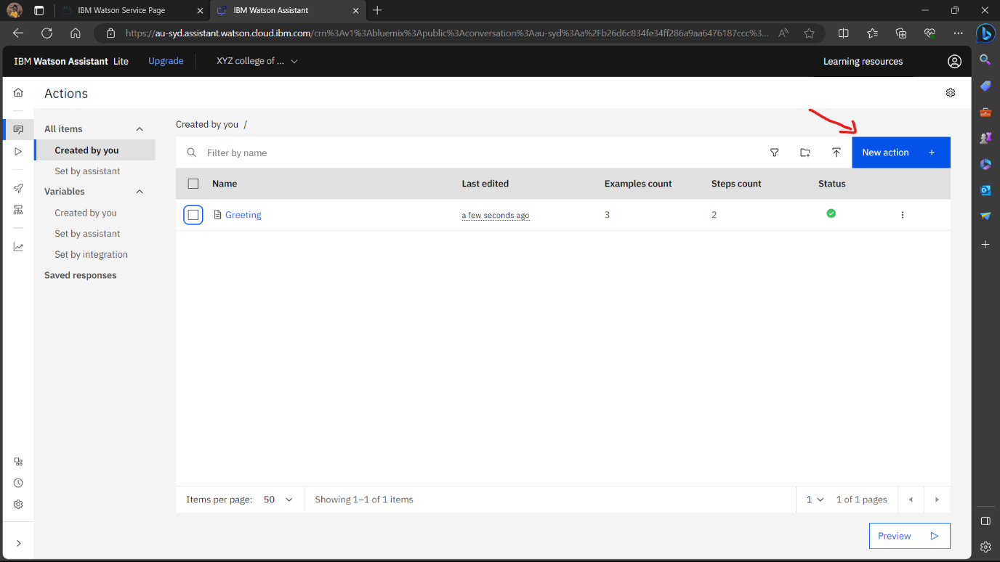 IBM Watson Service Page
IBM Watson Assistant
https://au-syd.assistant.watson.cloud.ibm.com/crn%3Av1%3Abluemix%3Apublic%3Aconversation%3Aau-syd%3Aa%2Fb26d6c834fe34ff286a9aa6476187ccc%3...
IBM Watson Assistant Lite Upgrade XYZ college of ... Learning resources
Actions
All items
Created by you
Set by assistant
Variables
Created by you
Set by assistant
Set by integration
Saved responses
Created by you /
Filter by name
New action +
Name Last edited Examples count Steps count Status
Greeting a few seconds ago 3 2
Items per page: 50 Showing 1–1 of 1 items 1 1 of 1 pages
Preview